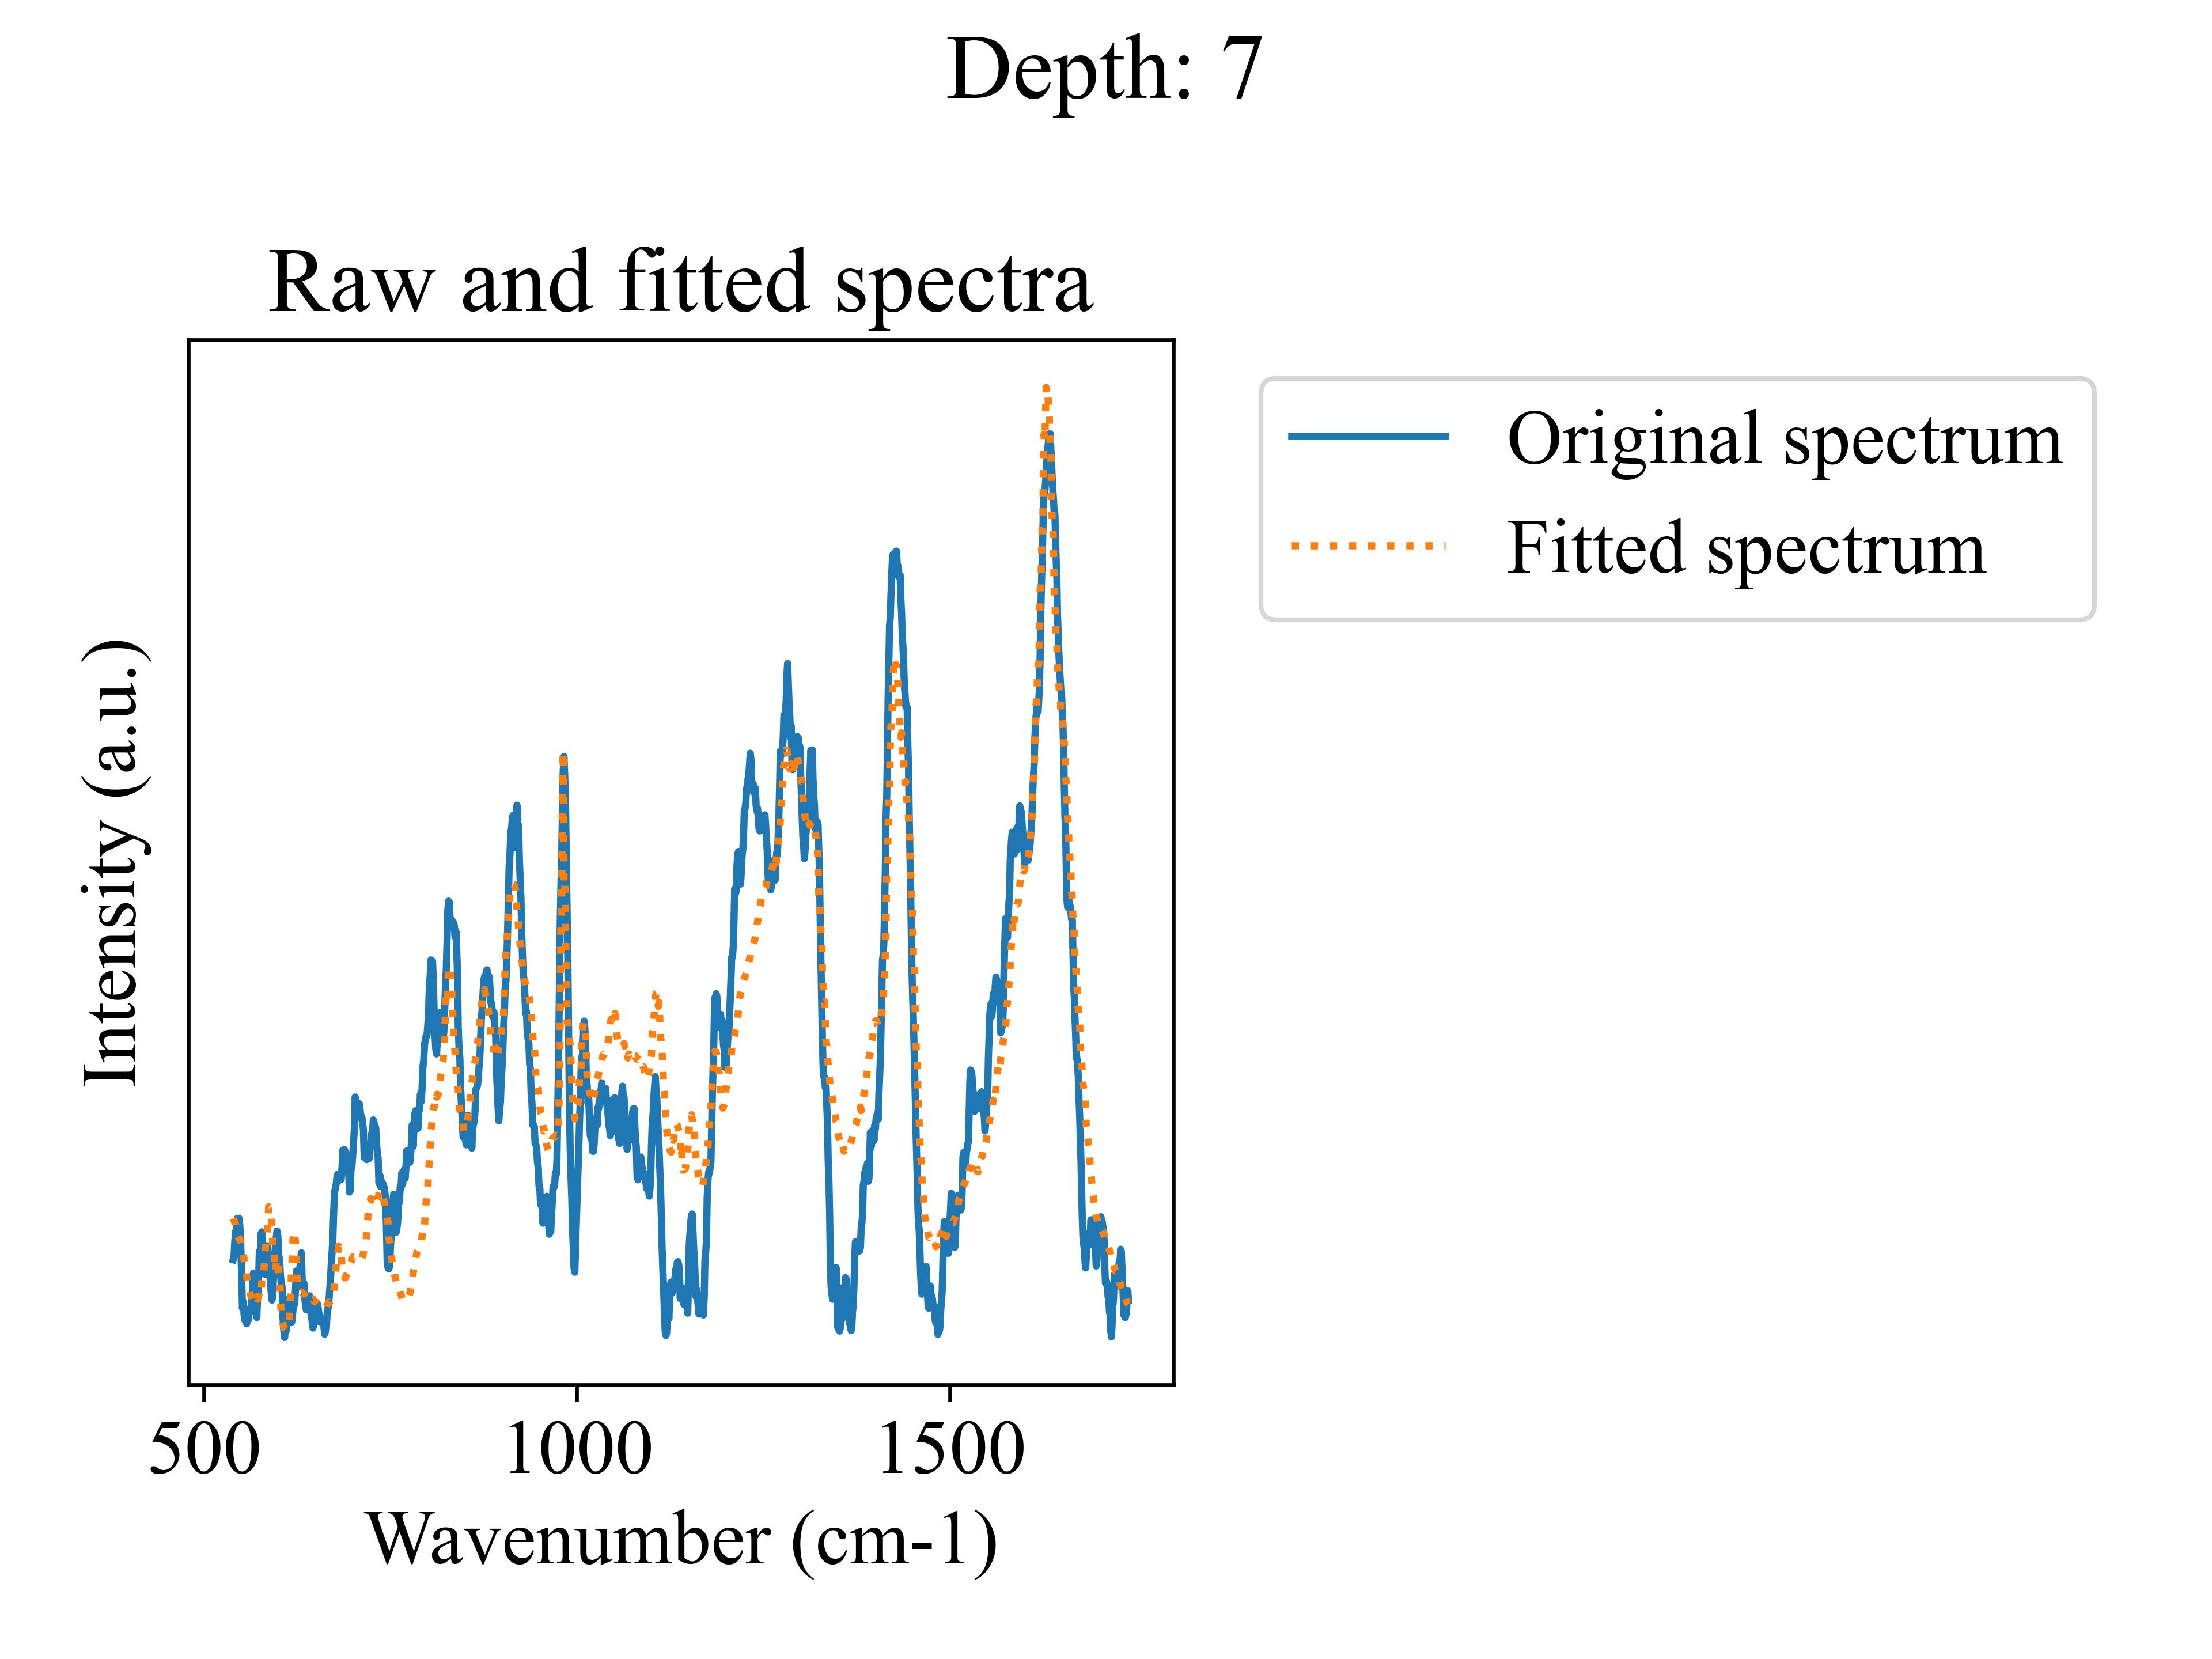 Depth: 7
Raw and fitted spectra
Original spectrum
Fitted spectrum
Intensity (a.u.)
500 1000 1500
Wavenumber (cm-1)